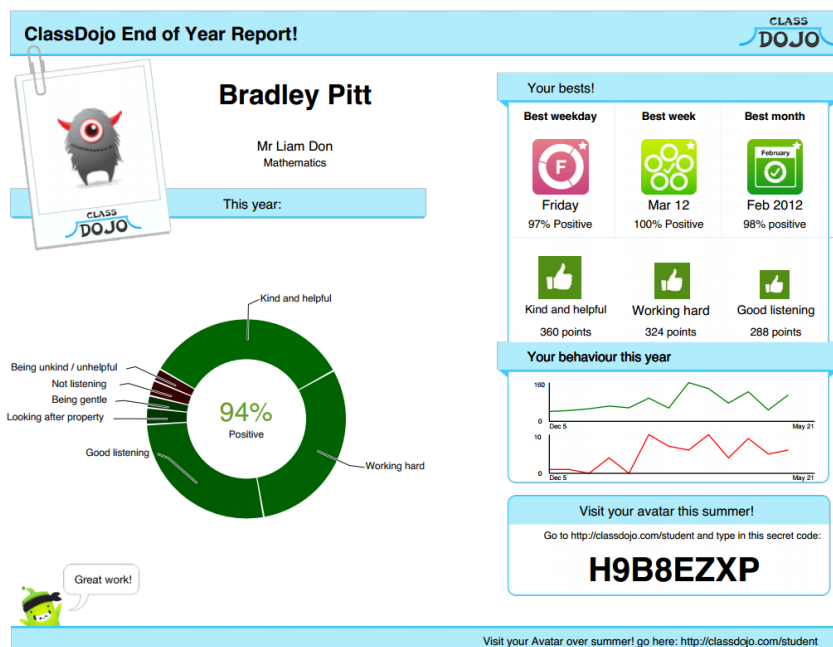 ClassDojo End of Year Report!
CLASS
DOJO
Bradley Pitt
Mr Liam Don
Mathematics
CLASS
DOJO
This year:
Kind and helpful
Being unkind / unhelpful
Not listening
Being gentle
Looking after property
Good listening
Working hard
94%
Positive
Great work!
Your bests!
Best weekday
Best week
Best month
F
February
Friday
Mar 12
Feb 2012
97% Positive
100% Positive
98% positive
Kind and helpful
Working hard
Good listening
360 points
324 points
288 points
Your behaviour this year
160
0
Dec 5
May 21
10
0
Dec 5
May 21
Visit your avatar this summer!
Go to http://classdojo.com/student and type in this secret code:
H9B8EZXP
Visit your Avatar over summer! go here: http://classdojo.com/student